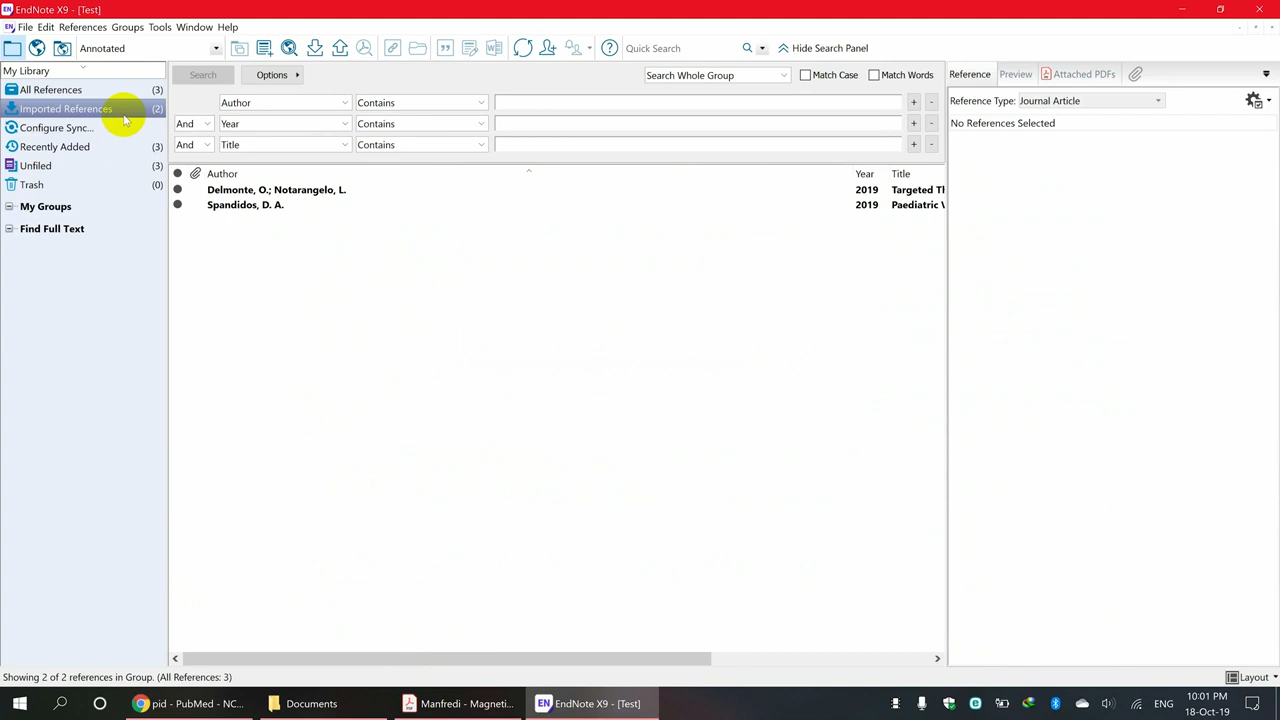 EN EndNote X9 - [Test]
EN File Edit References Groups Tools Window Help
Annotated Quick Search Hide Search Panel
My Library
All References (3)
Imported References (2)
Configure Sync...
Recently Added (3)
Unfiled (3)
Trash (0)
My Groups
Find Full Text
Search Options Search Whole Group Match Case Match Words
Author Contains + -
And Year Contains + -
And Title Contains + -
Author Year Title
Delmonte, O.; Notarangelo, L. 2019 Targeted Th
Spandidos, D. A. 2019 Paediatric V
Reference Preview Attached PDFs
Reference Type: Journal Article
No References Selected
Showing 2 of 2 references in Group. (All References: 3)
Layout
pid - PubMed - NC... Documents Manfredi - Magneti... EN EndNote X9 - [Test]
ENG 10:01 PM
18-Oct-19